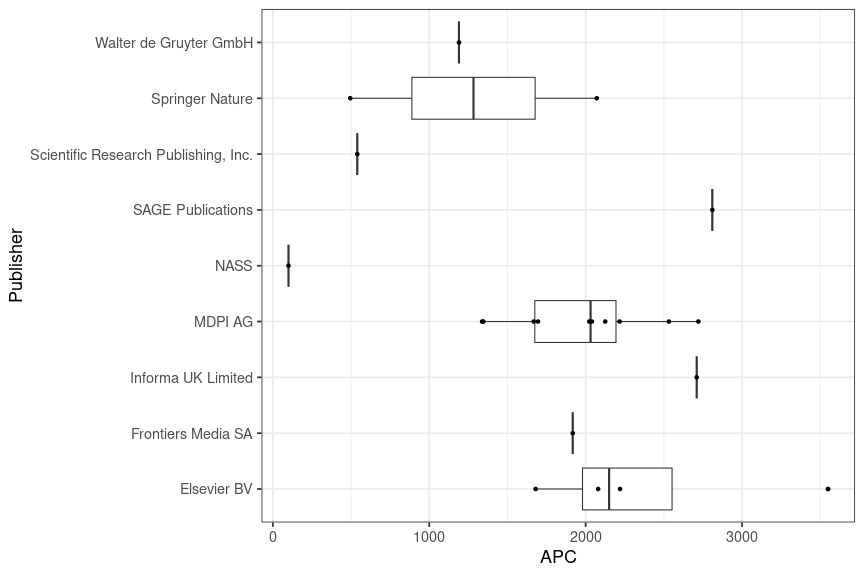 Publisher
Walter de Gruyter GmbH
Springer Nature
Scientific Research Publishing, Inc.
SAGE Publications
NASS
MDPI AG
Informa UK Limited
Frontiers Media SA
Elsevier BV
0 1000 2000 3000
APC